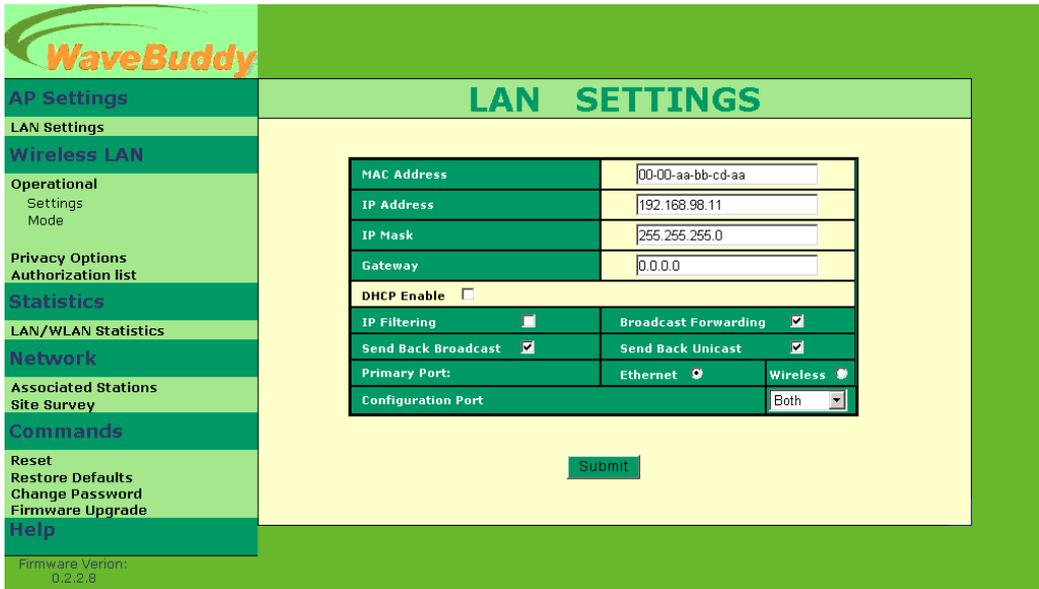 WaveBuddy
AP Settings
LAN Settings
Wireless LAN
Operational
Settings
Mode
Privacy Options
Authorization list
Statistics
LAN/WLAN Statistics
Network
Associated Stations
Site Survey
Commands
Reset
Restore Defaults
Change Password
Firmware Upgrade
Help
Firmware Verion:
0.2.2.8
LAN SETTINGS
MAC Address 00-00-aa-bb-cd-aa
IP Address 192.168.98.11
IP Mask 255.255.255.0
Gateway 0.0.0.0
DHCP Enable
IP Filtering Broadcast Forwarding
Send Back Broadcast Send Back Unicast
Primary Port: Ethernet Wireless
Configuration Port Both
Submit